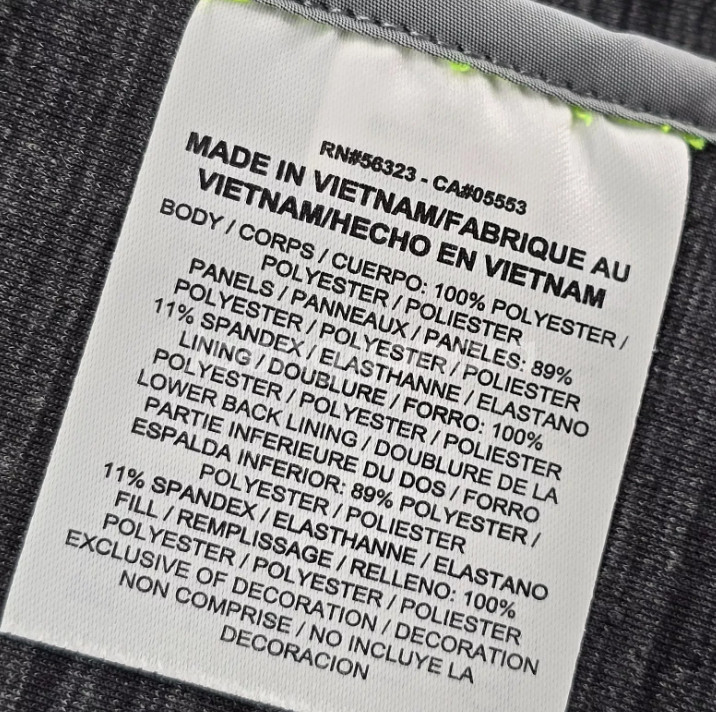 RN#56323 - CA#05553
MADE IN VIETNAM/FABRIQUE AU
VIETNAM/HECHO EN VIETNAM
BODY / CORPS / CUERPO: 100% POLYESTER /
POLYESTER / POLIESTER
PANELS / PANNEAUX / PANELES: 89%
POLYESTER / POLYESTER / POLIESTER
11% SPANDEX / ELASTHANNE / ELASTANO
LINING / DOUBLURE / FORRO: 100%
POLYESTER / POLYESTER / POLIESTER
LOWER BACK LINING / DOUBLURE DE LA
PARTIE INFERIEURE DU DOS / FORRO
ESPALDA INFERIOR: 89% POLYESTER /
POLYESTER / POLIESTER
11% SPANDEX / ELASTHANNE / ELASTANO
FILL / REMPLISSAGE / RELLENO: 100%
POLYESTER / POLYESTER / POLIESTER
EXCLUSIVE OF DECORATION / DECORATION
NON COMPRISE / NO INCLUYE LA
DECORACION